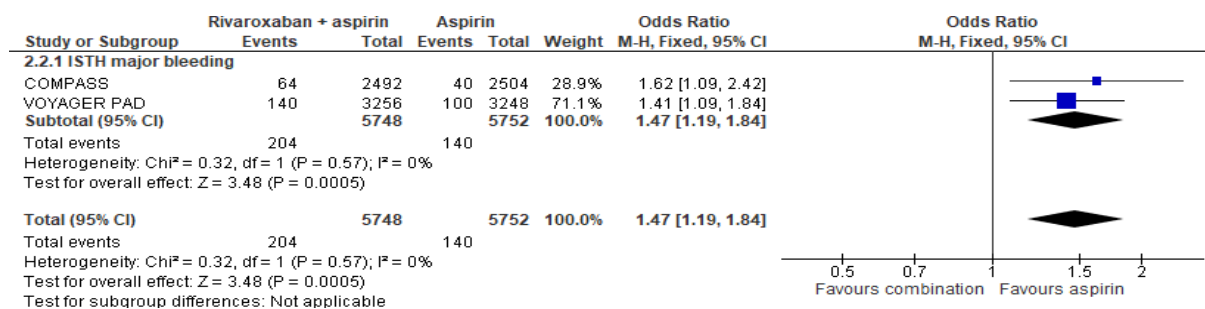 Rivaroxaban + aspirin Aspirin Odds Ratio Odds Ratio
Study or Subgroup Events Total Events Total Weight M-H, Fixed, 95% CI M-H, Fixed, 95% CI
2.2.1 ISTH major bleeding
COMPASS 64 2492 40 2504 28.9% 1.62 [1.09, 2.42]
VOYAGER PAD 140 3256 100 3248 71.1% 1.41 [1.09, 1.84]
Subtotal (95% CI) 5748 5752 100.0% 1.47 [1.19, 1.84]
Total events 204 140
Heterogeneity: Chi² = 0.32, df = 1 (P = 0.57); I² = 0%
Test for overall effect: Z = 3.48 (P = 0.0005)
Total (95% CI) 5748 5752 100.0% 1.47 [1.19, 1.84]
Total events 204 140
Heterogeneity: Chi² = 0.32, df = 1 (P = 0.57); I² = 0%
Test for overall effect: Z = 3.48 (P = 0.0005)
Test for subgroup differences: Not applicable
0.5 0.7 1 1.5 2
Favours combination Favours aspirin